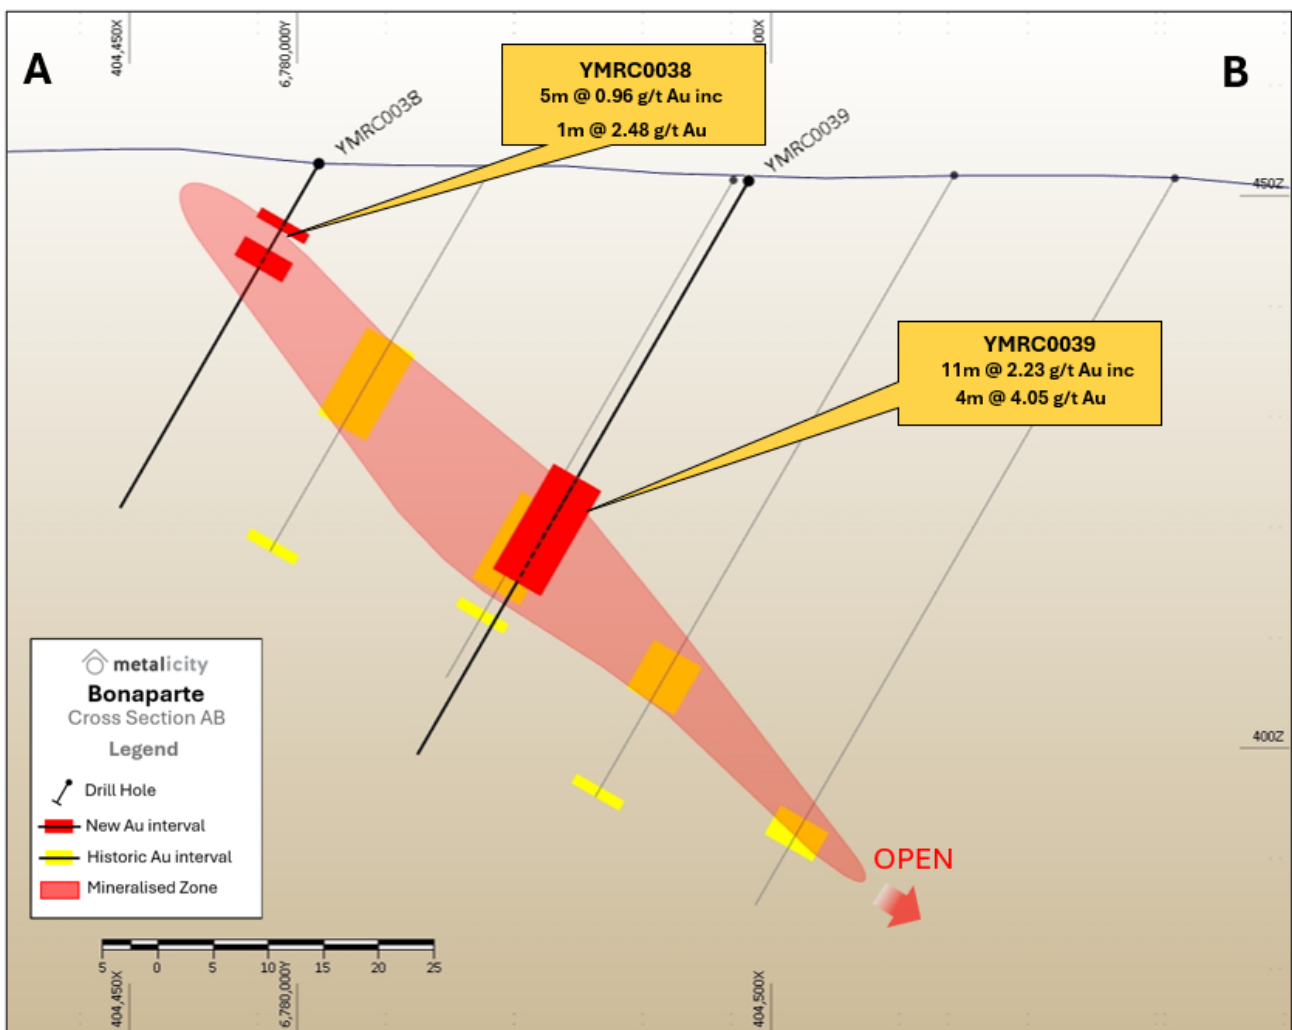 A
B
404,450X
6,780,000Y
00X
YMRC0038
5m @ 0.96 g/t Au inc
1m @ 2.48 g/t Au
YMRC0038
YMRC0039
450Z
YMRC0039
11m @ 2.23 g/t Au inc
4m @ 4.05 g/t Au
400Z
metalicity
Bonaparte
Cross Section AB
Legend
Drill Hole
New Au interval
Historic Au interval
Mineralised Zone
OPEN
5 0 5 10 15 20 25
404,450X
6,780,000Y
404,500X